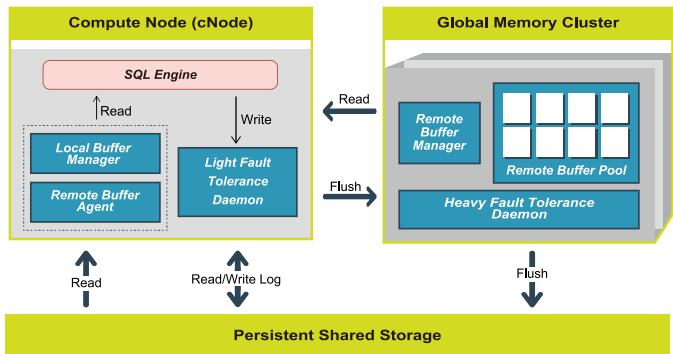 Compute Node (cNode)
SQL Engine
Read
Write
Local Buffer
Manager
Remote Buffer
Agent
Light Fault
Tolerance
Daemon
Read
Flush
Global Memory Cluster
Remote
Buffer
Manager
Remote Buffer Pool
Heavy Fault Tolerance
Daemon
Read
Read/Write Log
Flush
Persistent Shared Storage